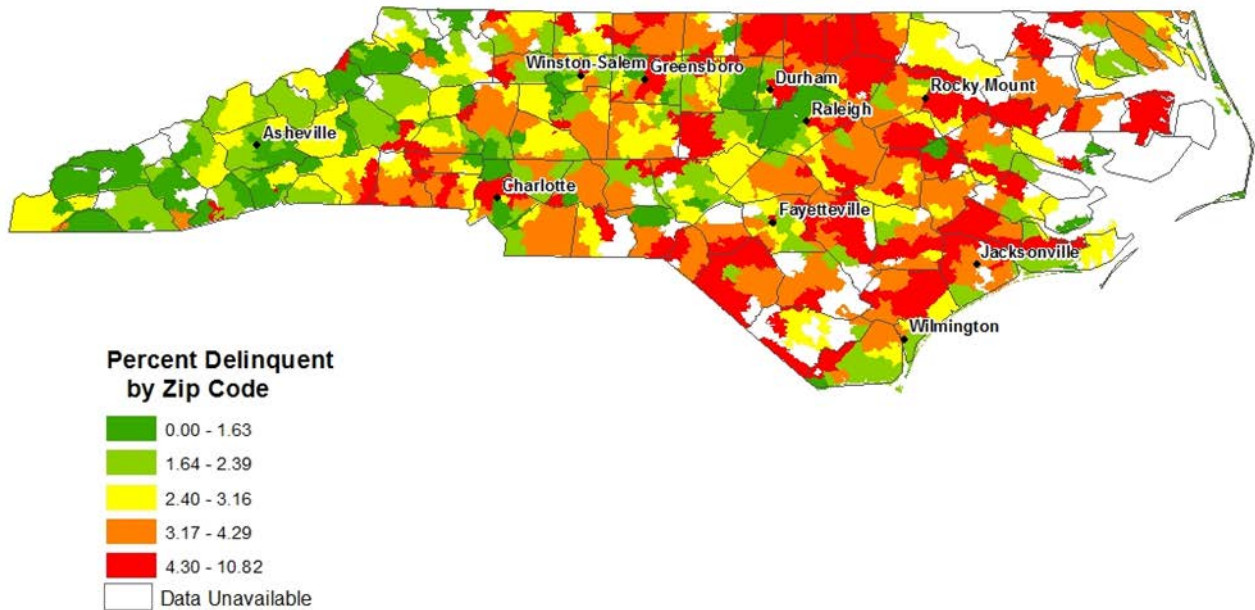 Winston-Salem
Greensboro
Durham
Rocky Mount
Raleigh
Asheville
Charlotte
Fayetteville
Jacksonville
Wilmington
Percent Delinquent
by Zip Code
0.00 - 1.63
1.64 - 2.39
2.40 - 3.16
3.17 - 4.29
4.30 - 10.82
Data Unavailable